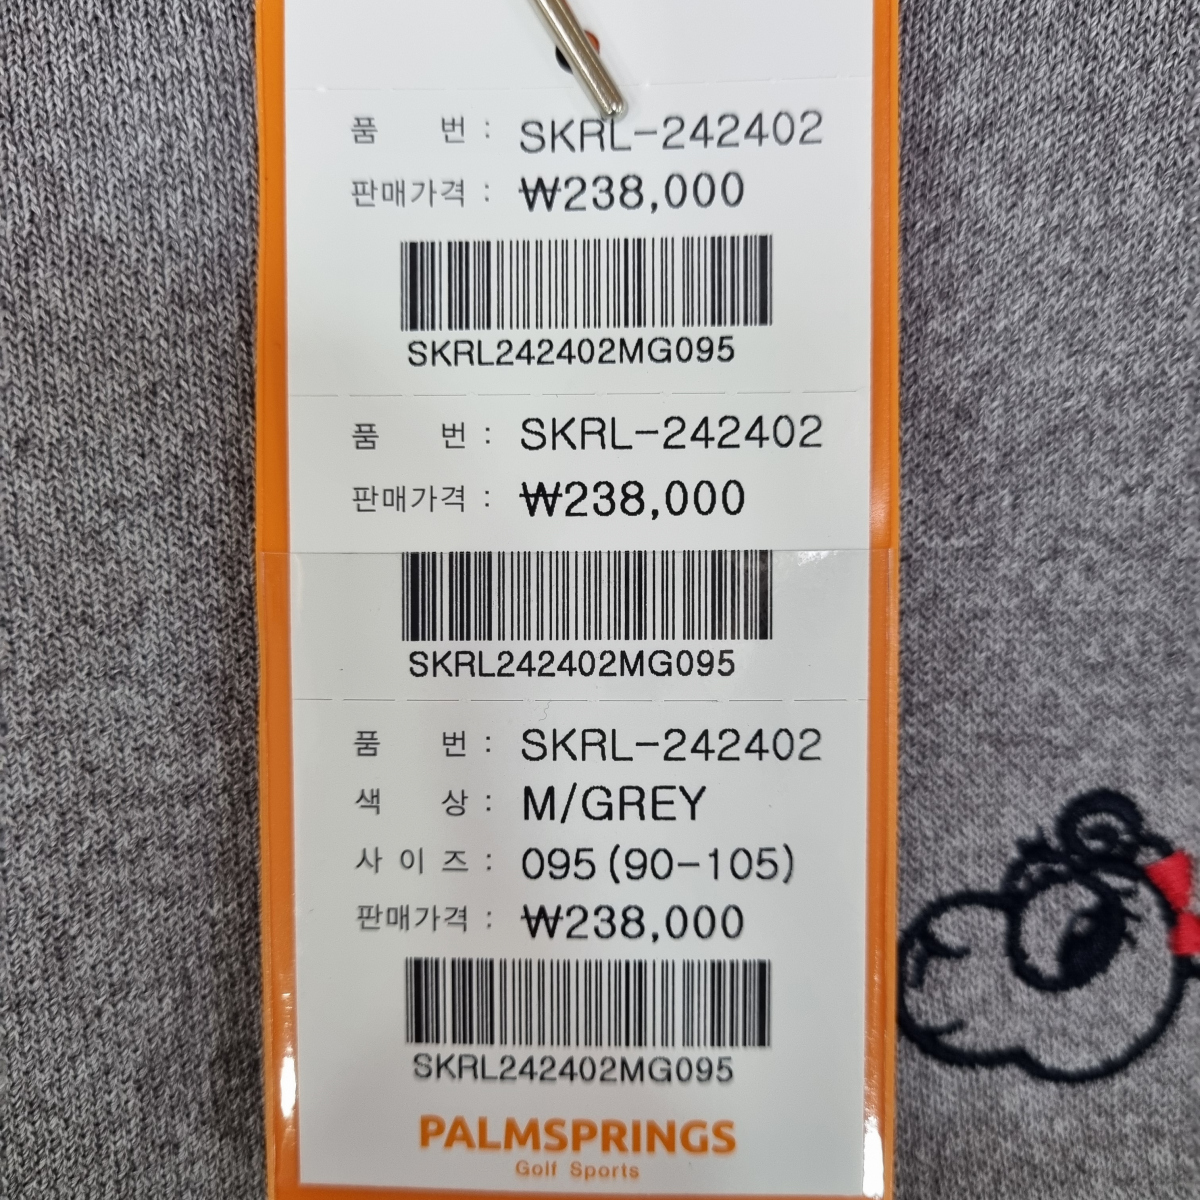 품 번 : SKRL-242402
판매가격 : ₩238,000
SKRL242402MG095
품 번 : SKRL-242402
판매가격 : ₩238,000
SKRL242402MG095
품 번 : SKRL-242402
색 상 : M/GREY
사 이 즈 : 095 (90-105)
판매가격 : ₩238,000
SKRL242402MG095
PALMSPRINGS
Golf Sports